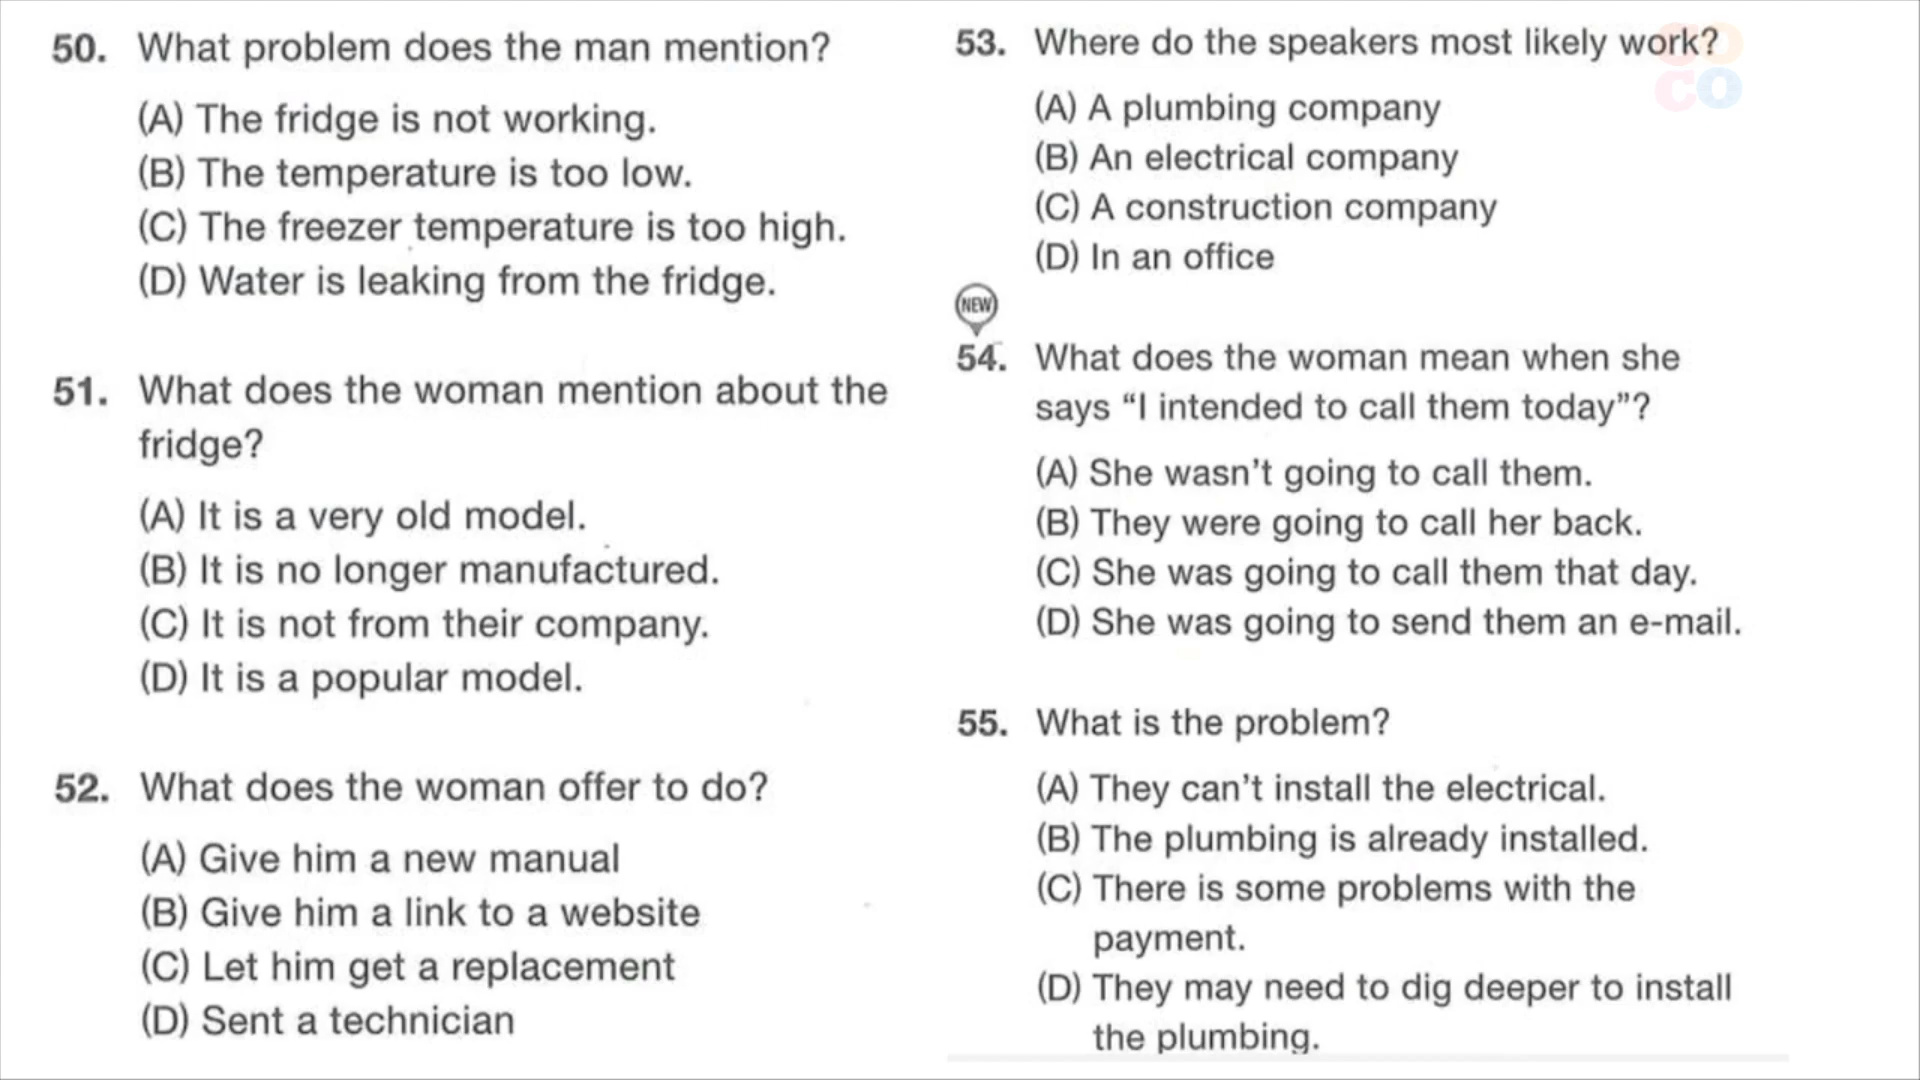 50. What problem does the man mention?
(A) The fridge is not working.
(B) The temperature is too low.
(C) The freezer temperature is too high.
(D) Water is leaking from the fridge.
51. What does the woman mention about the
fridge?
(A) It is a very old model.
(B) It is no longer manufactured.
(C) It is not from their company.
(D) It is a popular model.
52. What does the woman offer to do?
(A) Give him a new manual
(B) Give him a link to a website
(C) Let him get a replacement
(D) Sent a technician
53. Where do the speakers most likely work?
(A) A plumbing company
(B) An electrical company
(C) A construction company
(D) In an office
NEW
54. What does the woman mean when she
says “I intended to call them today”?
(A) She wasn’t going to call them.
(B) They were going to call her back.
(C) She was going to call them that day.
(D) She was going to send them an e-mail.
55. What is the problem?
(A) They can’t install the electrical.
(B) The plumbing is already installed.
(C) There is some problems with the
payment.
(D) They may need to dig deeper to install
the plumbing.
CO